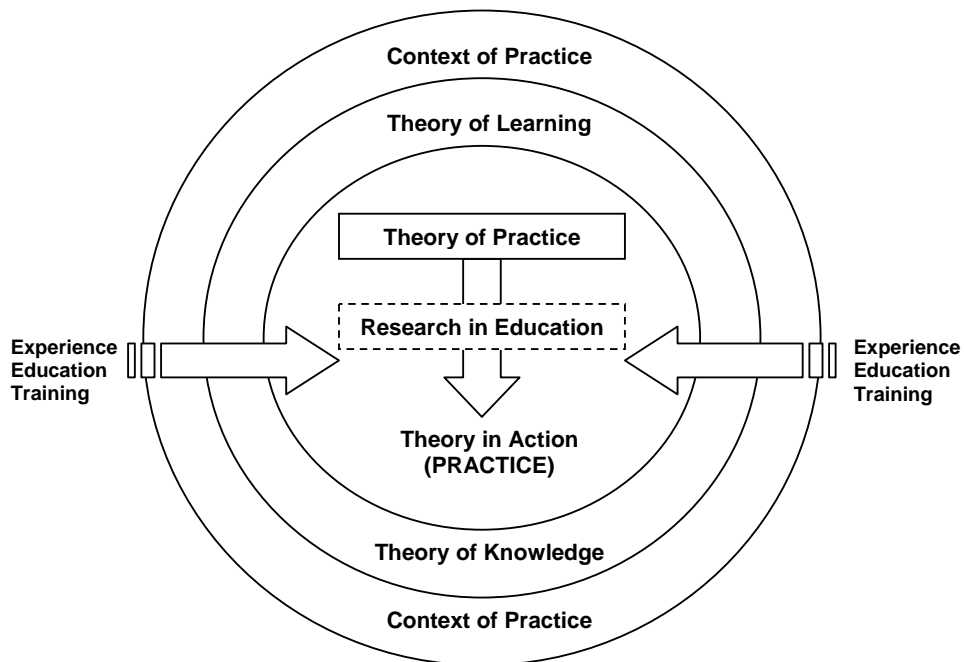 Context of Practice
Theory of Learning
Theory of Practice
Research in Education
Experience
Education
Training
Experience
Education
Training
Theory in Action
(PRACTICE)
Theory of Knowledge
Context of Practice